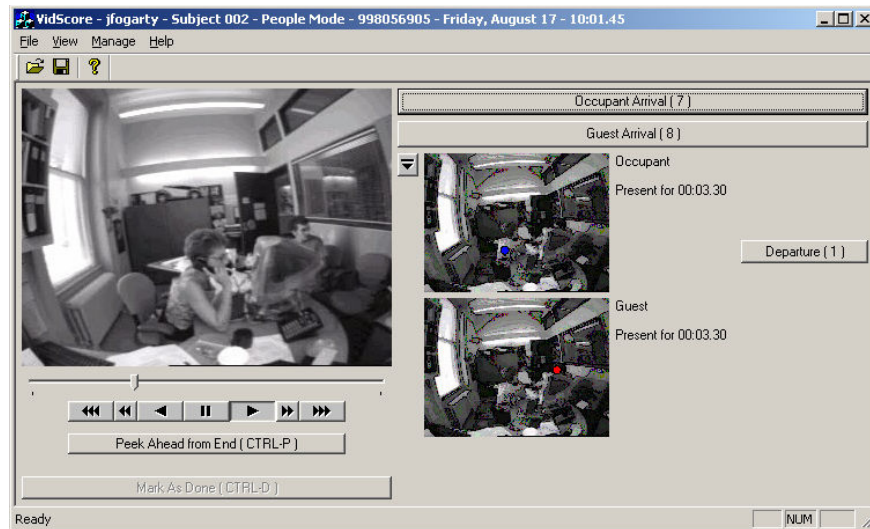 VidScore - jfogarty - Subject 002 - People Mode - 998056905 - Friday, August 17 - 10:01.45
File View Manage Help
Occupant Arrival ( 7 )
Guest Arrival ( 8 )
Occupant
Present for 00:03.30
Departure ( 1 )
Guest
Present for 00:03.30
Peek Ahead from End ( CTRL-P )
Mark As Done ( CTRL-D )
Ready
NUM